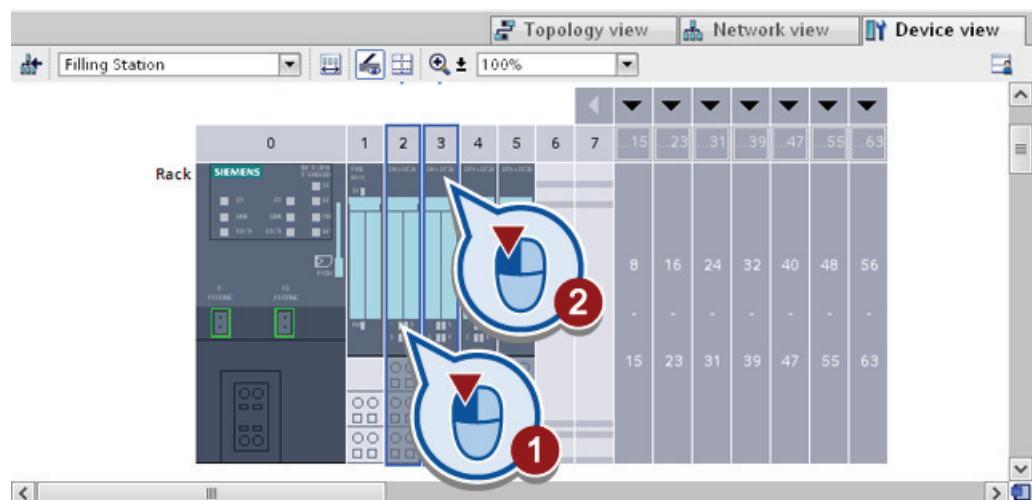 Topology view Network view Device view
Filling Station 100%
0 1 2 3 4 5 6 7 ...15 ...23 ...31 ...39 ...47 ...55 ...63
Rack
SIEMENS
8 16 24 32 40 48 56
- - - - - - -
15 23 31 39 47 55 63
2
1